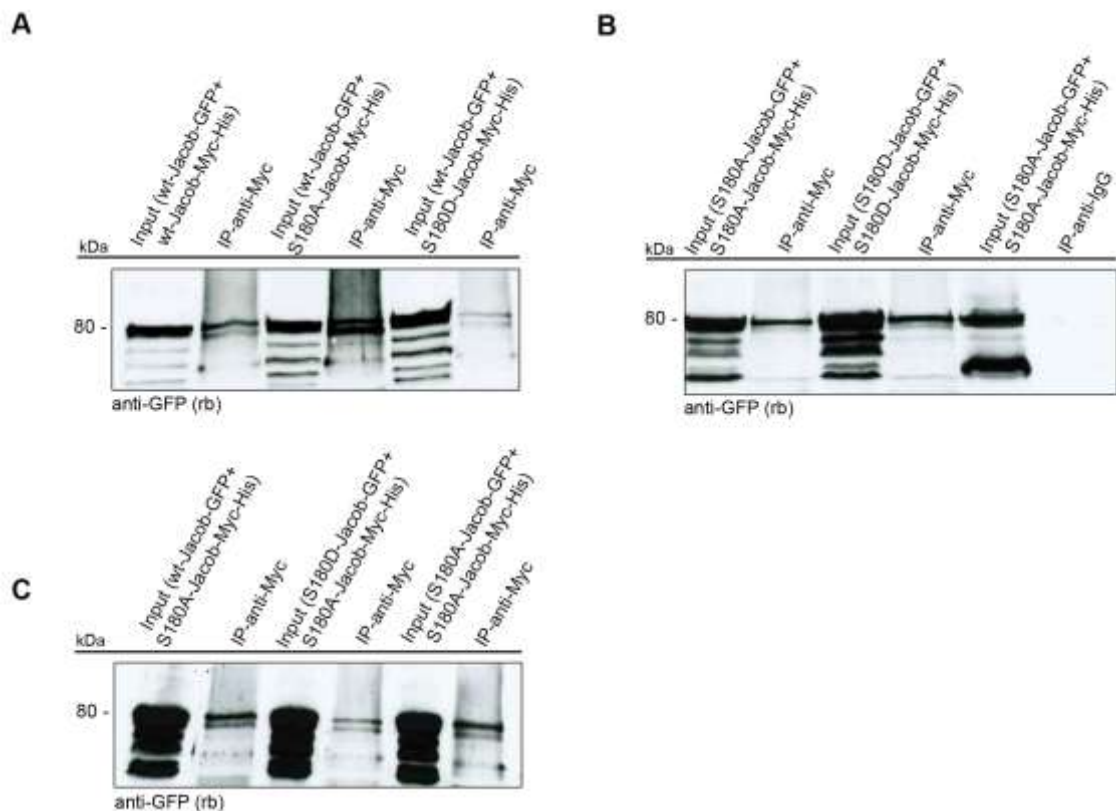 A
Input (wt-Jacob-GFP+
wt-Jacob-Myc-His)
IP-anti-Myc
Input (wt-Jacob-GFP+
S180A-Jacob-Myc-His)
IP-anti-Myc
Input (wt-Jacob-GFP+
S180D-Jacob-Myc-His)
IP-anti-Myc
kDa
80 -
anti-GFP (rb)
B
Input (S180A-Jacob-GFP+
S180A-Jacob-Myc-His)
IP-anti-Myc
Input (S180D-Jacob-GFP+
S180D-Jacob-Myc-His)
IP-anti-Myc
Input (S180A-Jacob-GFP+
S180A-Jacob-Myc-His)
IP-anti-IgG
kDa
80 -
anti-GFP (rb)
C
Input (wt-Jacob-GFP+
S180A-Jacob-Myc-His)
IP-anti-Myc
Input (S180D-Jacob-GFP+
S180A-Jacob-Myc-His)
IP-anti-Myc
Input (S180A-Jacob-GFP+
S180A-Jacob-Myc-His)
IP-anti-Myc
kDa
80 -
anti-GFP (rb)